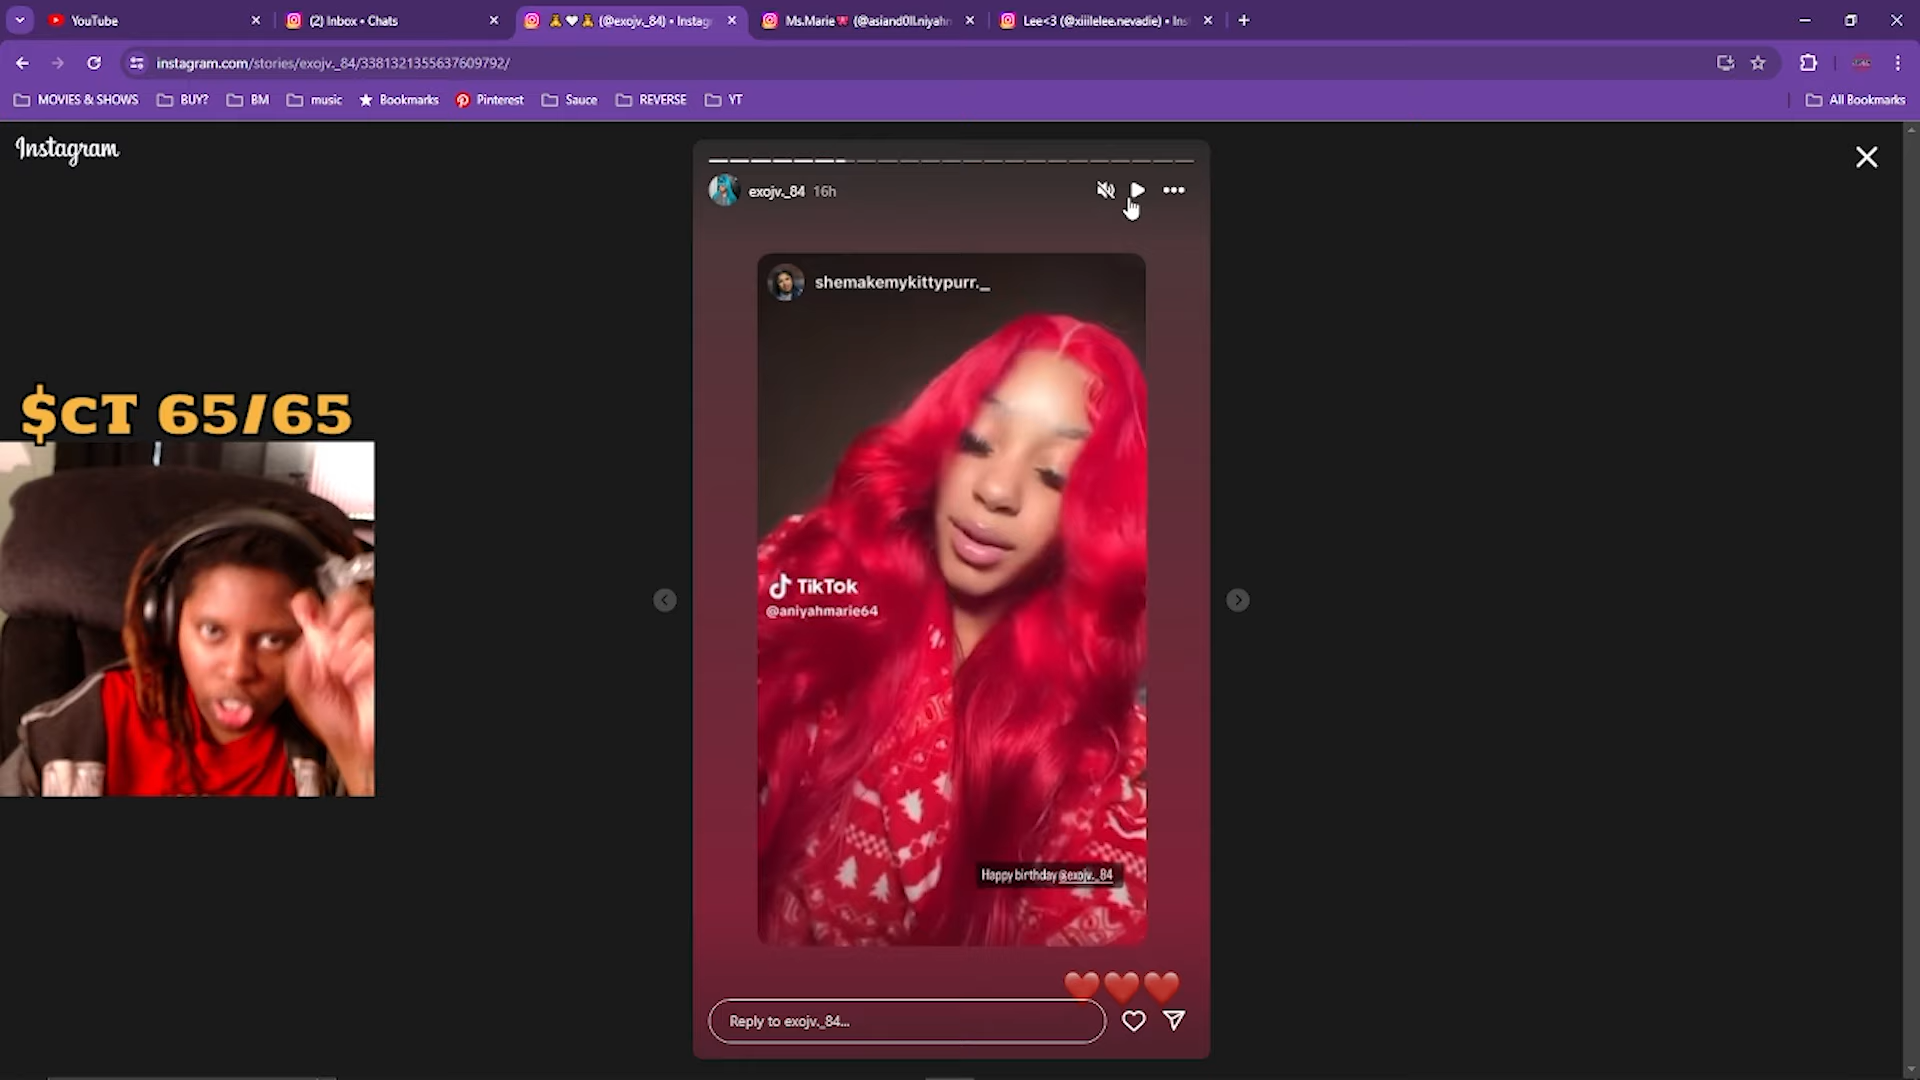 YouTube
(2) Inbox • Chats
(@exojv._84) • Instag
Ms.Marie (@asiand0ll.niyahn
Lee<3 (@xiiilelee.nevadie) • Ins
instagram.com/stories/exojv._84/3381321355637609792/
MOVIES & SHOWS
BUY?
BM
music
Bookmarks
Pinterest
Sauce
REVERSE
YT
All Bookmarks
Instagram
exojv._84 16h
shemakemykittypurr._
$CT 65/65
TikTok
@aniyahmarie64
Happy birthday @exojv._84
Reply to exojv._84...